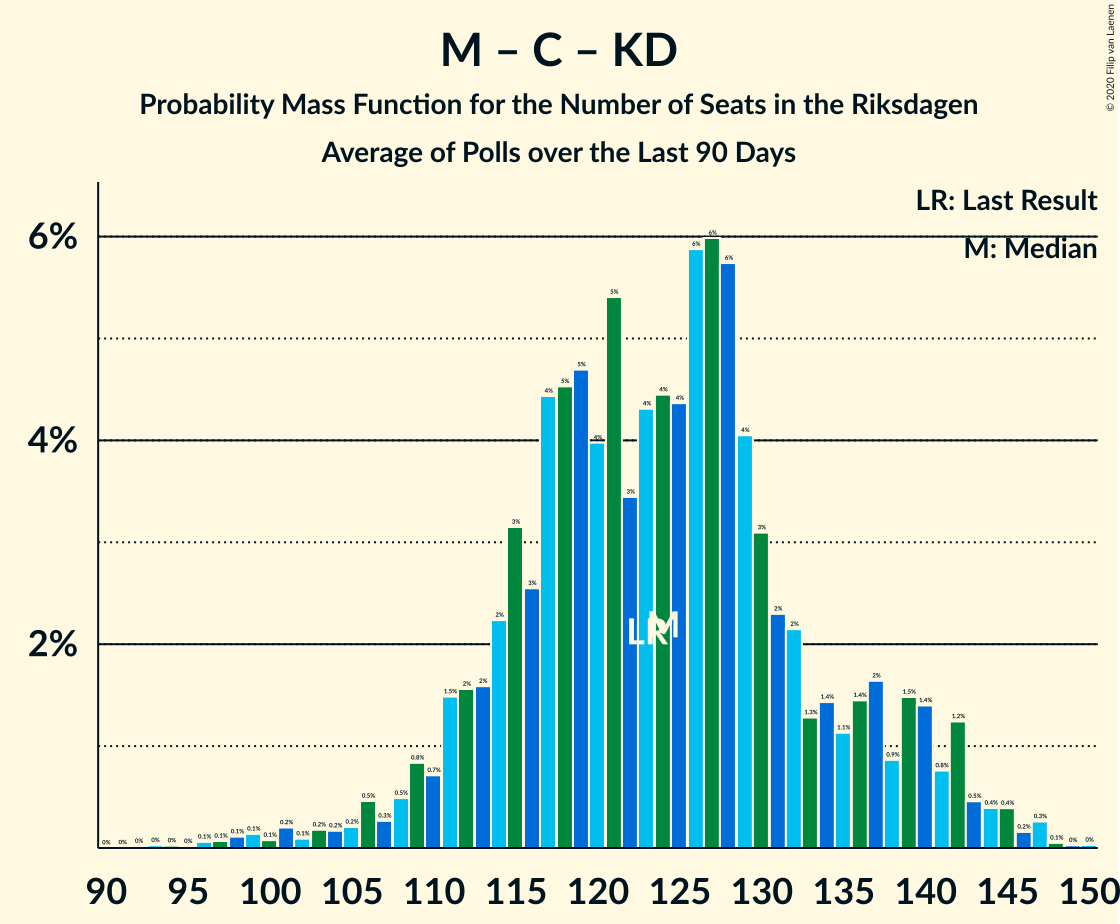 M – C – KD
Probability Mass Function for the Number of Seats in the Riksdagen
Average of Polls over the Last 90 Days
© 2020 Filip van Laenen
LR: Last Result
M: Median
6%
4%
2%
0% 0% 0% 0% 0% 0% 0.1% 0.1% 0.1% 0.1% 0.1% 0.2% 0.1% 0.2% 0.2% 0.2% 0.5% 0.3% 0.5% 0.8% 0.7% 1.5% 2% 2% 2% 3% 3% 4% 5% 5% 4% 5% 3% 4% 4% 4% 6% 6% 6% 4% 3% 2% 2% 1.3% 1.4% 1.1% 1.4% 2% 0.9% 1.5% 1.4% 0.8% 1.2% 0.5% 0.4% 0.4% 0.2% 0.3% 0.1% 0% 0%
LR M
90 95 100 105 110 115 120 125 130 135 140 145 150